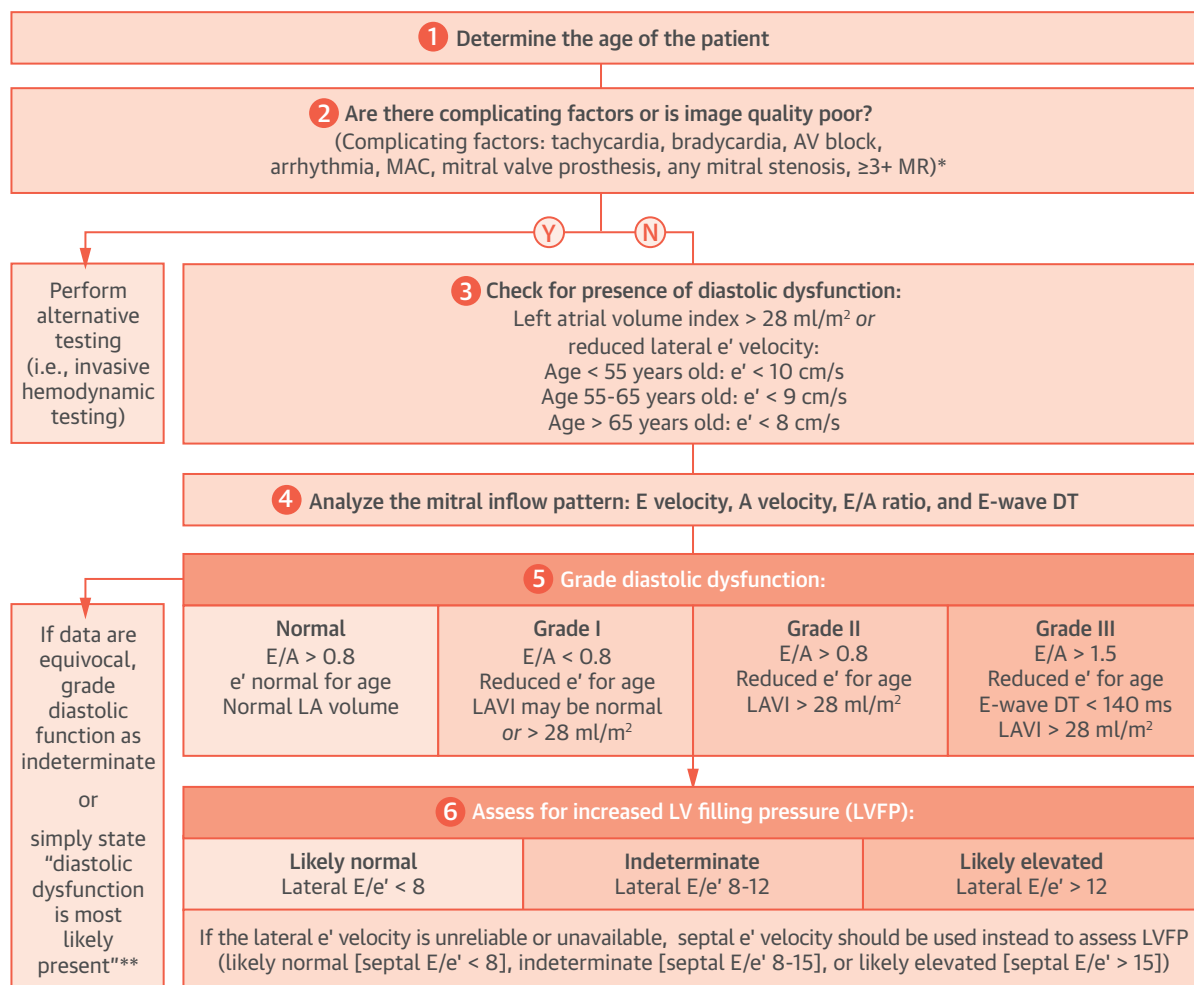 1 Determine the age of the patient
2 Are there complicating factors or is image quality poor?
(Complicating factors: tachycardia, bradycardia, AV block,
arrhythmia, MAC, mitral valve prosthesis, any mitral stenosis, ≥3+ MR)*
Y
N
Perform
alternative
testing
(i.e., invasive
hemodynamic
testing)
3 Check for presence of diastolic dysfunction:
Left atrial volume index > 28 ml/m² or
reduced lateral e' velocity:
Age < 55 years old: e' < 10 cm/s
Age 55-65 years old: e' < 9 cm/s
Age > 65 years old: e' < 8 cm/s
4 Analyze the mitral inflow pattern: E velocity, A velocity, E/A ratio, and E-wave DT
5 Grade diastolic dysfunction:
Normal
E/A > 0.8
e' normal for age
Normal LA volume
Grade I
E/A < 0.8
Reduced e' for age
LAVI may be normal
or > 28 ml/m²
Grade II
E/A > 0.8
Reduced e' for age
LAVI > 28 ml/m²
Grade III
E/A > 1.5
Reduced e' for age
E-wave DT < 140 ms
LAVI > 28 ml/m²
If data are
equivocal,
grade
diastolic
function as
indeterminate
or
simply state
"diastolic
dysfunction
is most
likely
present"**
6 Assess for increased LV filling pressure (LVFP):
Likely normal
Lateral E/e' < 8
Indeterminate
Lateral E/e' 8-12
Likely elevated
Lateral E/e' > 12
If the lateral e' velocity is unreliable or unavailable, septal e' velocity should be used instead to assess LVFP
(likely normal [septal E/e' < 8], indeterminate [septal E/e' 8-15], or likely elevated [septal E/e' > 15])